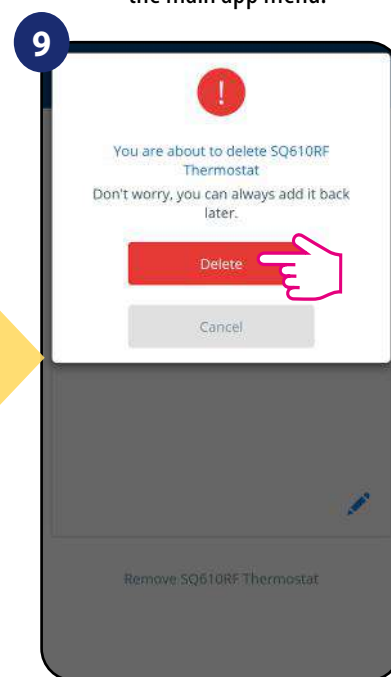 the main app menu.
9
!
You are about to delete SQ610RF
Thermostat
Don't worry, you can always add it back
later.
Delete
Cancel
Remove SQ610RF Thermostat